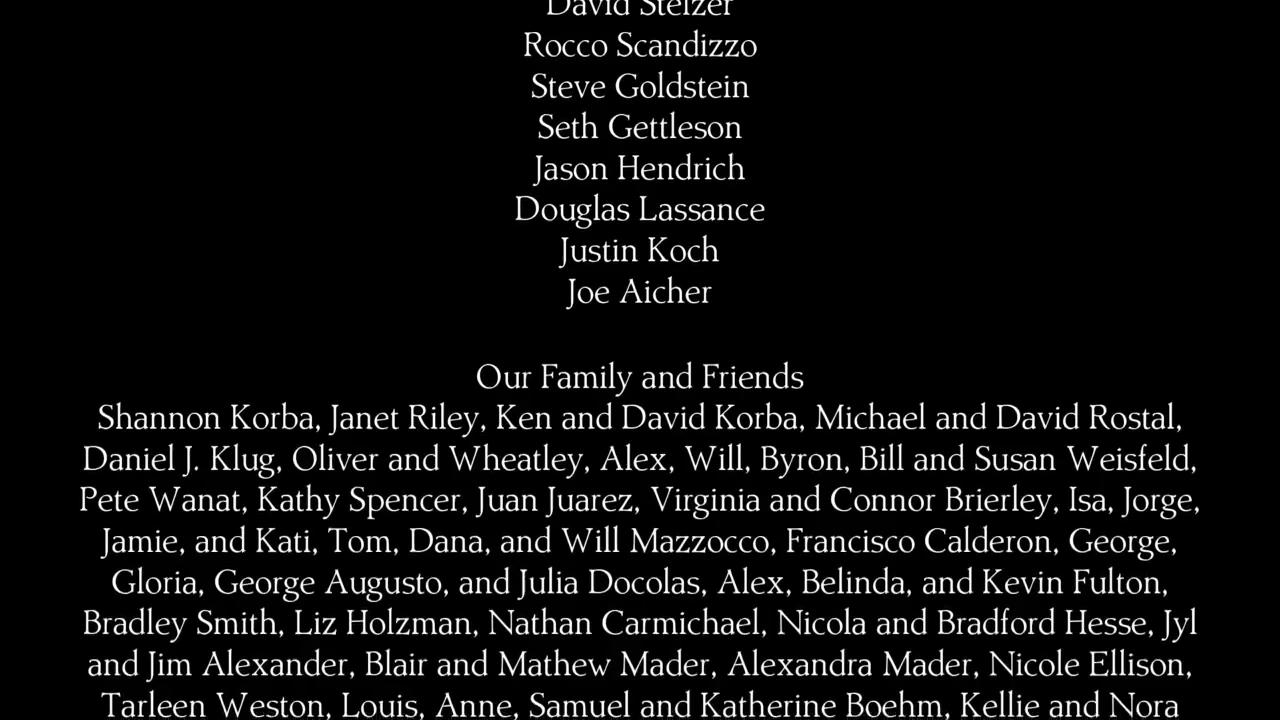 David Stelzer
Rocco Scandizzo
Steve Goldstein
Seth Gettleson
Jason Hendrich
Douglas Lassance
Justin Koch
Joe Aicher
Our Family and Friends
Shannon Korba, Janet Riley, Ken and David Korba, Michael and David Rostal,
Daniel J. Klug, Oliver and Wheatley, Alex, Will, Byron, Bill and Susan Weisfeld,
Pete Wanat, Kathy Spencer, Juan Juarez, Virginia and Connor Brierley, Isa, Jorge,
Jamie, and Kati, Tom, Dana, and Will Mazzocco, Francisco Calderon, George,
Gloria, George Augusto, and Julia Docolas, Alex, Belinda, and Kevin Fulton,
Bradley Smith, Liz Holzman, Nathan Carmichael, Nicola and Bradford Hesse, Jyl
and Jim Alexander, Blair and Mathew Mader, Alexandra Mader, Nicole Ellison,
Tarleen Weston, Louis, Anne, Samuel and Katherine Boehm, Kellie and Nora